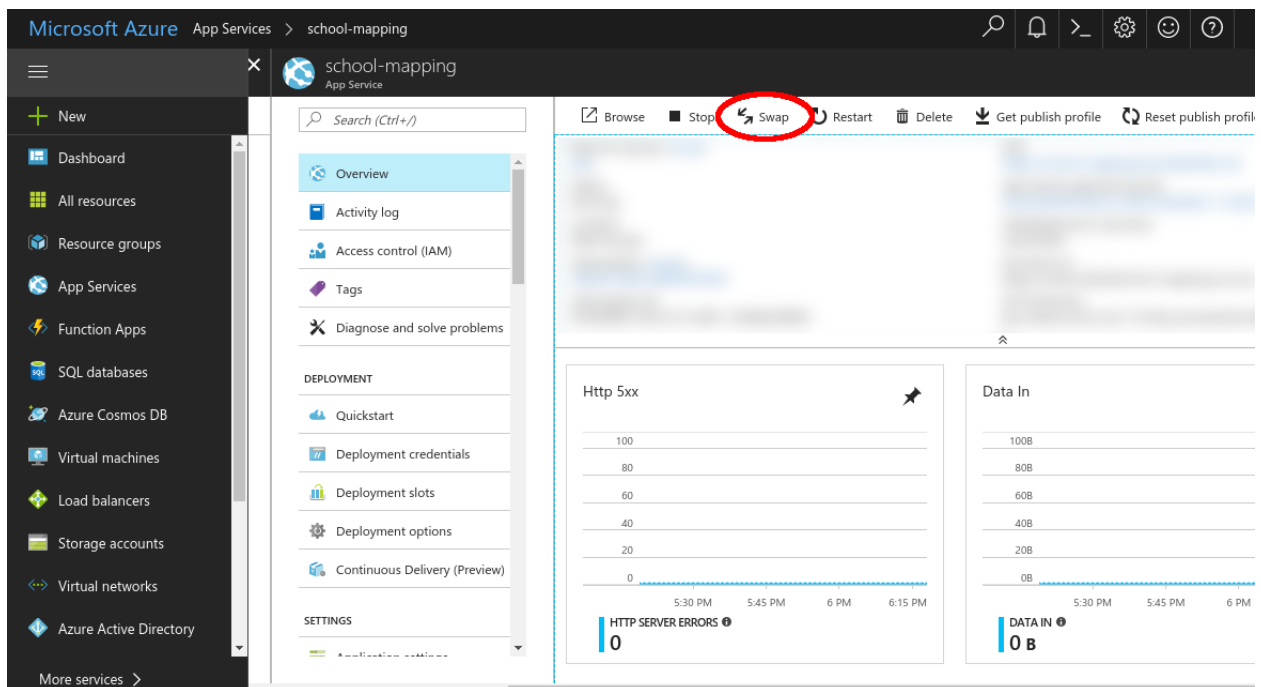 Microsoft Azure App Services > school-mapping
school-mapping
App Service
New
Dashboard
All resources
Resource groups
App Services
Function Apps
SQL databases
Azure Cosmos DB
Virtual machines
Load balancers
Storage accounts
Virtual networks
Azure Active Directory
More services >
Search (Ctrl+/)
Overview
Activity log
Access control (IAM)
Tags
Diagnose and solve problems
DEPLOYMENT
Quickstart
Deployment credentials
Deployment slots
Deployment options
Continuous Delivery (Preview)
SETTINGS
Application settings
Browse Stop Swap Restart Delete Get publish profile Reset publish profile
Http 5xx
100
80
60
40
20
0
5:30 PM 5:45 PM 6 PM 6:15 PM
HTTP SERVER ERRORS
0
Data In
100B
80B
60B
40B
20B
0B
5:30 PM 5:45 PM 6 PM
DATA IN
0 B